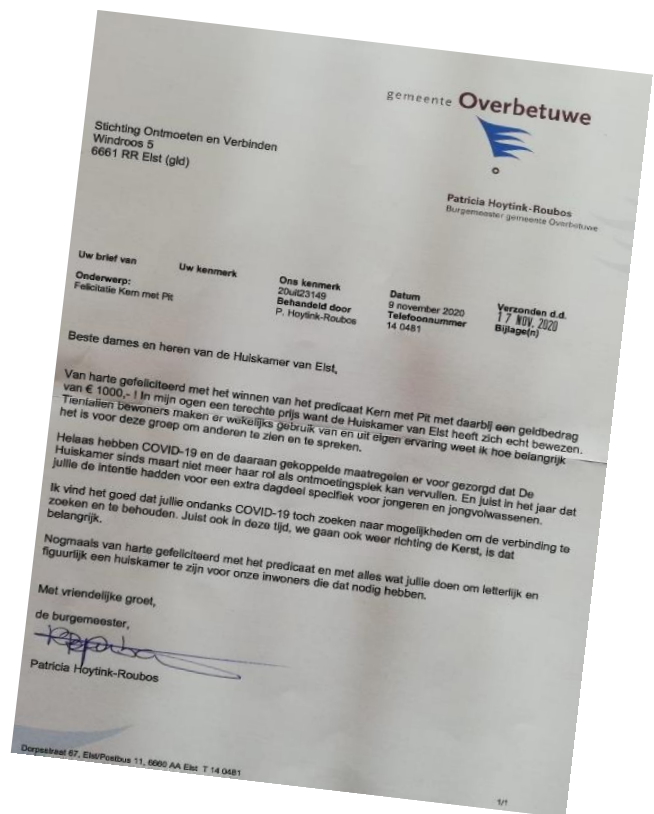 gemeente Overbetuwe
Stichting Ontmoeten en Verbinden
Windroos 5
6661 RR Elst (gld)
Patricia Hoytink-Roubos
Burgemeester gemeente Overbetuwe
Uw brief van
Uw kenmerk
Ons kenmerk
20uit23149
Datum
9 november 2020
Verzonden d.d.
17 NOV. 2020
Onderwerp:
Felicitatie Kern met Pit
Behandeld door
P. Hoytink-Roubos
Telefoonnummer
14 0481
Bijlage(n)
Beste dames en heren van de Huiskamer van Elst,
Van harte gefeliciteerd met het winnen van het predicaat Kern met Pit met daarbij een geldbedrag
van € 1000,- ! In mijn ogen een terechte prijs want de Huiskamer van Elst heeft zich echt bewezen.
Tientallen bewoners maken er wekelijks gebruik van en uit eigen ervaring weet ik hoe belangrijk
het is voor deze groep om anderen te zien en te spreken.
Helaas hebben COVID-19 en de daaraan gekoppelde maatregelen er voor gezorgd dat De
Huiskamer sinds maart niet meer haar rol als ontmoetingsplek kan vervullen. En juist in het jaar dat
jullie de intentie hadden voor een extra dagdeel specifiek voor jongeren en jongvolwassenen.
Ik vind het goed dat jullie ondanks COVID-19 toch zoeken naar mogelijkheden om de verbinding te
zoeken en te behouden. Juist ook in deze tijd, we gaan ook weer richting de Kerst, is dat
belangrijk.
Nogmaals van harte gefeliciteerd met het predicaat en met alles wat jullie doen om letterlijk en
figuurlijk een huiskamer te zijn voor onze inwoners die dat nodig hebben.
Met vriendelijke groet,
de burgemeester,
Patricia Hoytink-Roubos
Dorpsstraat 67, Elst/Postbus 11, 6660 AA Elst T 14 0481
1/1